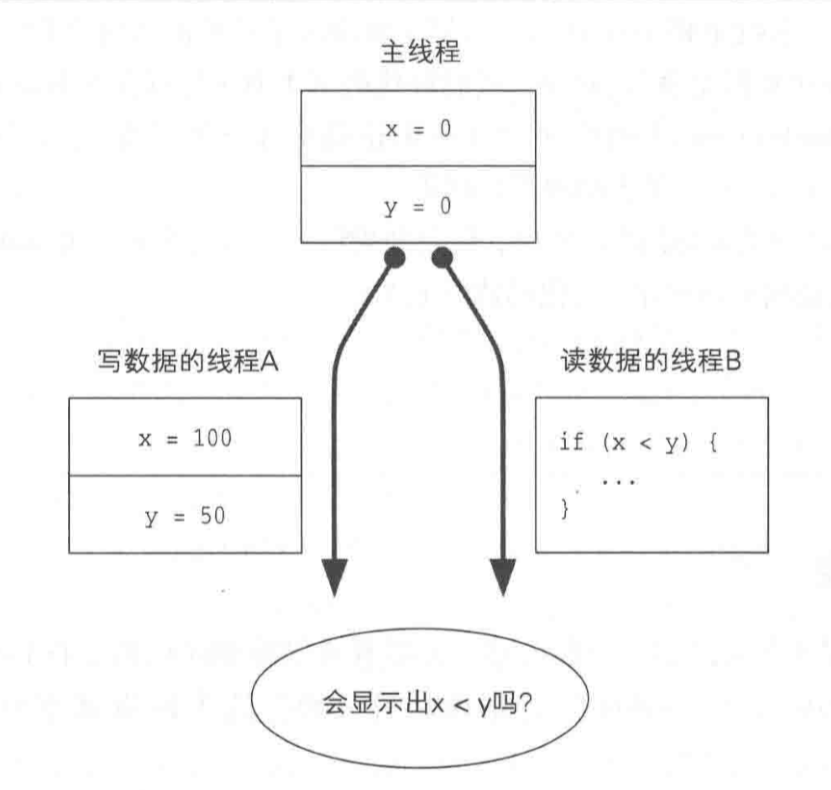 主线程
x = 0
y = 0
写数据的线程A
读数据的线程B
x = 100
y = 50
if (x < y) {
...
}
会显示出x < y吗?